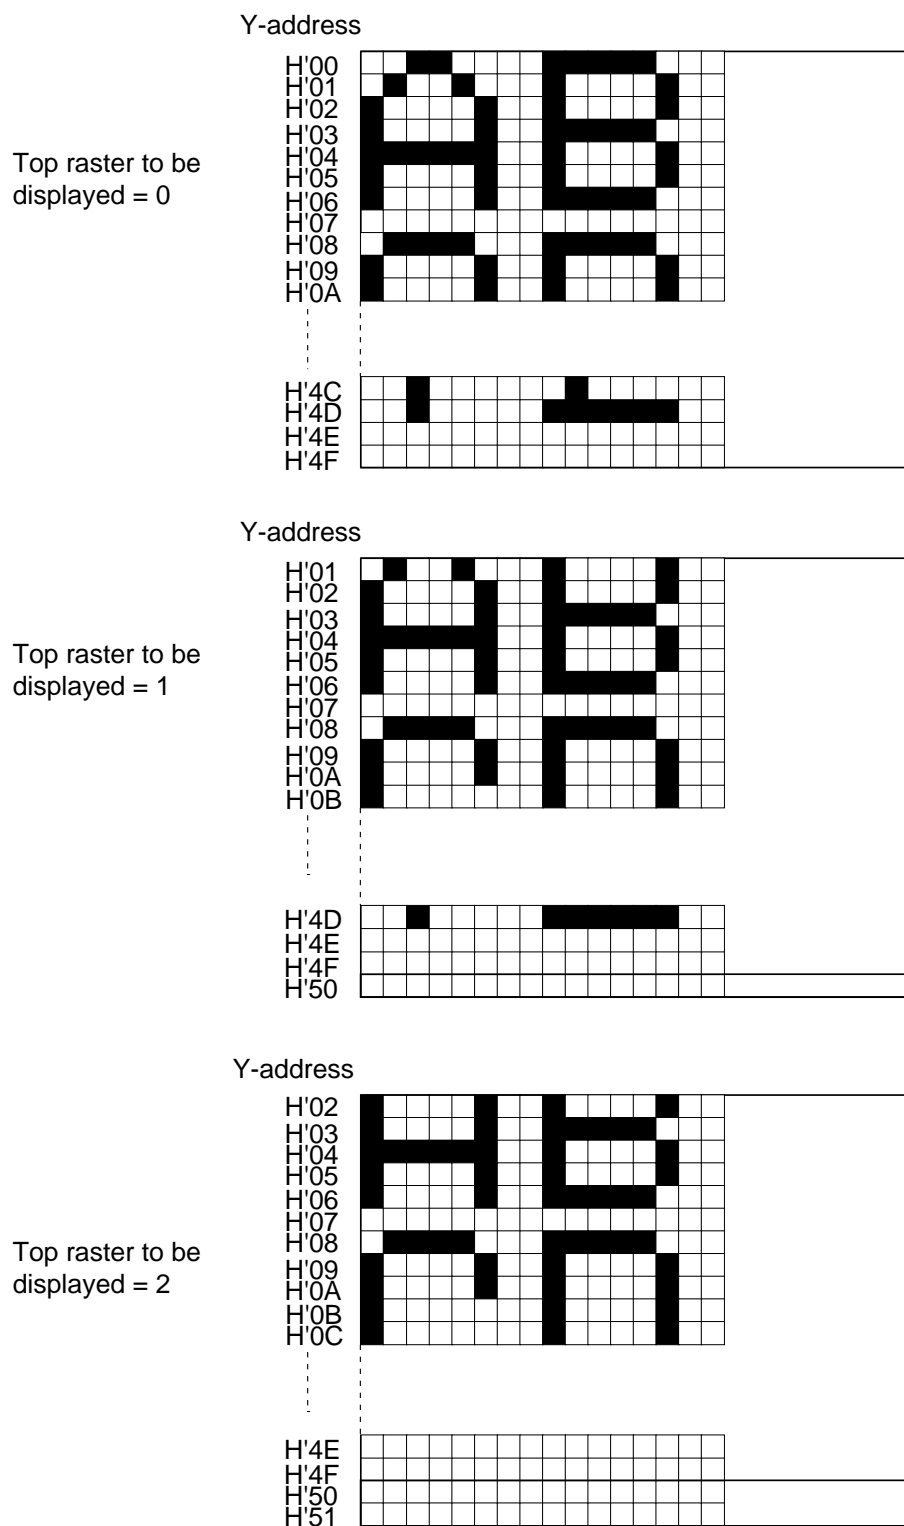 Y-address
H'00
H'01
H'02
H'03
H'04
H'05
H'06
H'07
H'08
H'09
H'0A
Top raster to be
displayed = 0
H'4C
H'4D
H'4E
H'4F
Y-address
H'01
H'02
H'03
H'04
H'05
H'06
H'07
H'08
H'09
H'0A
H'0B
Top raster to be
displayed = 1
H'4D
H'4E
H'4F
H'50
Y-address
H'02
H'03
H'04
H'05
H'06
H'07
H'08
H'09
H'0A
H'0B
H'0C
Top raster to be
displayed = 2
H'4E
H'4F
H'50
H'51